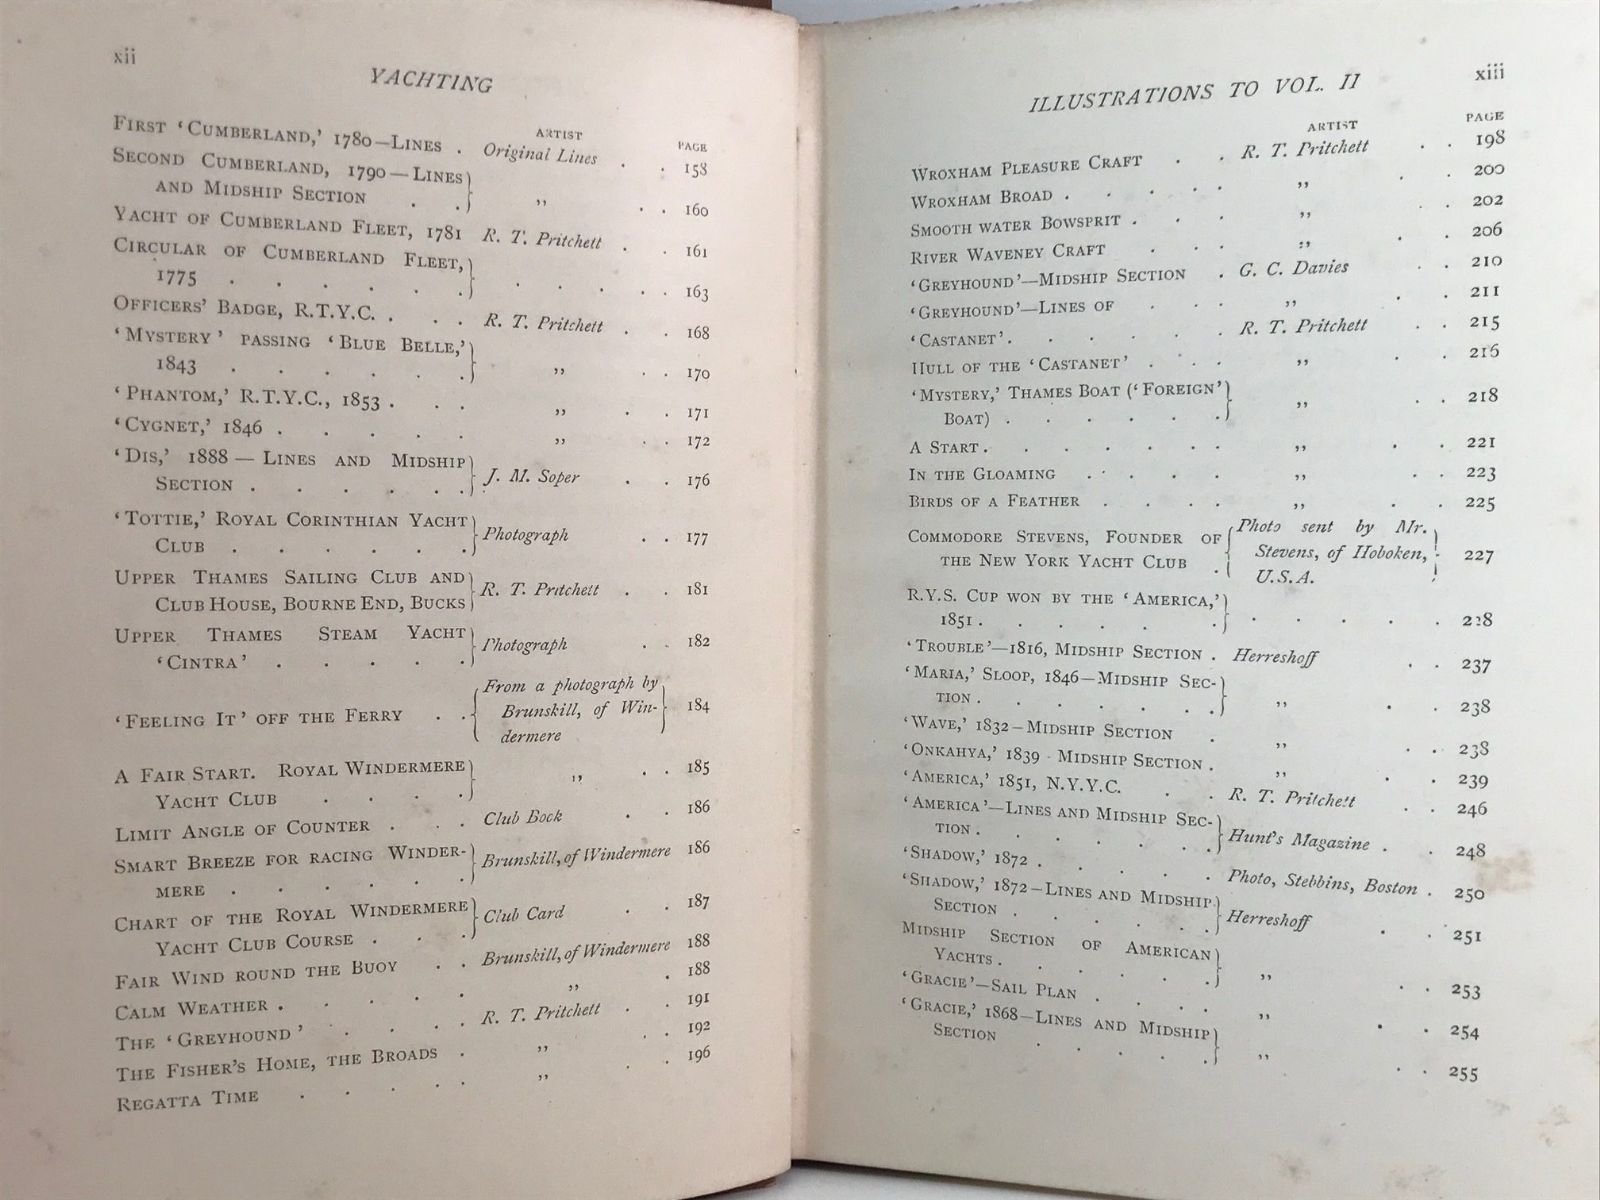 xii
YACHTING
ARTIST PAGE
FIRST ‘CUMBERLAND,’ 1780—LINES . Original Lines . . 158
SECOND CUMBERLAND, 1790—LINES
AND MIDSHIP SECTION . . ,, . . 160
YACHT OF CUMBERLAND FLEET, 1781 R. T. Pritchett . . 161
CIRCULAR OF CUMBERLAND FLEET,
1775 . . . . . . . . . . . 163
OFFICERS’ BADGE, R.T.Y.C. . . . R. T. Pritchett . . 168
‘MYSTERY’ PASSING ‘BLUE BELLE,’
1843 . . . . . . ,, . . 170
‘PHANTOM,’ R.T.Y.C., 1853 . . . ,, . . 171
‘CYGNET,’ 1846 . . . . . ,, . . 172
‘DIS,’ 1888 — LINES AND MIDSHIP
SECTION . . . . . . J. M. Soper . . 176
‘TOTTIE,’ ROYAL CORINTHIAN YACHT
CLUB . . . . . . Photograph . . 177
UPPER THAMES SAILING CLUB AND
CLUB HOUSE, BOURNE END, BUCKS R. T. Pritchett . . 181
UPPER THAMES STEAM YACHT
‘CINTRA’ . . . . . Photograph . . 182
‘FEELING IT’ OFF THE FERRY . . From a photograph by
Brunskill, of Win- 184
dermere
A FAIR START. ROYAL WINDERMERE
YACHT CLUB . . . . ,, . . 185
LIMIT ANGLE OF COUNTER . . . Club Book . . 186
SMART BREEZE FOR RACING WINDER-
MERE . . . . . . Brunskill, of Windermere 186
CHART OF THE ROYAL WINDERMERE
YACHT CLUB COURSE . . . Club Card . . 187
FAIR WIND ROUND THE BUOY . . Brunskill, of Windermere 188
CALM WEATHER . . . . . ,, . 188
THE ‘GREYHOUND’ . . . . R. T. Pritchett . . 191
THE FISHER’S HOME, THE BROADS . ,, . . 192
REGATTA TIME . . . . . ,, . . 196
ILLUSTRATIONS TO VOL. II
xiii
ARTIST PAGE
WROXHAM PLEASURE CRAFT . . R. T. Pritchett . . 198
WROXHAM BROAD . . . . . ,, . . 200
SMOOTH WATER BOWSPRIT . . . ,, . . 202
RIVER WAVENEY CRAFT . . . ,, . . 206
‘GREYHOUND’—MIDSHIP SECTION . G. C. Davies . . 210
‘GREYHOUND’—LINES OF . . . ,, . . 211
‘CASTANET’ . . . . . . R. T. Pritchett . . 215
HULL OF THE ‘CASTANET’ . . . ,, . . 216
‘MYSTERY,’ THAMES BOAT (‘FOREIGN’
BOAT) . . . . . . ,, . . 218
A START . . . . . . ,, . . 221
IN THE GLOAMING . . . . ,, . . 223
BIRDS OF A FEATHER . . . . ,, . . 225
COMMODORE STEVENS, FOUNDER OF Photo sent by Mr.
THE NEW YORK YACHT CLUB . Stevens, of Hoboken, 227
U.S.A.
R.Y.S. CUP WON BY THE ‘AMERICA,’
1851 . . . . . . . . . . . 228
‘TROUBLE’—1816, MIDSHIP SECTION . Herreshoff . . 237
‘MARIA,’ SLOOP, 1846—MIDSHIP SEC-
TION . . . . . . ,, . . 238
‘WAVE,’ 1832—MIDSHIP SECTION . ,, . . 238
‘ONKAHYA,’ 1839 - MIDSHIP SECTION . ,, . . 239
‘AMERICA,’ 1851, N.Y.Y.C. . . R. T. Pritchett . . 246
‘AMERICA’—LINES AND MIDSHIP SEC-
TION . . . . . . Hunt’s Magazine . . 248
‘SHADOW,’ 1872 . . . . . Photo, Stebbins, Boston . 250
‘SHADOW,’ 1872—LINES AND MIDSHIP
SECTION . . . . . Herreshoff . . 251
MIDSHIP SECTION OF AMERICAN
YACHTS . . . . . ,, . . 253
‘GRACIE’—SAIL PLAN . . . . ,, . . 254
‘GRACIE,’ 1868—LINES AND MIDSHIP
SECTION . . . . . ,, . . 255